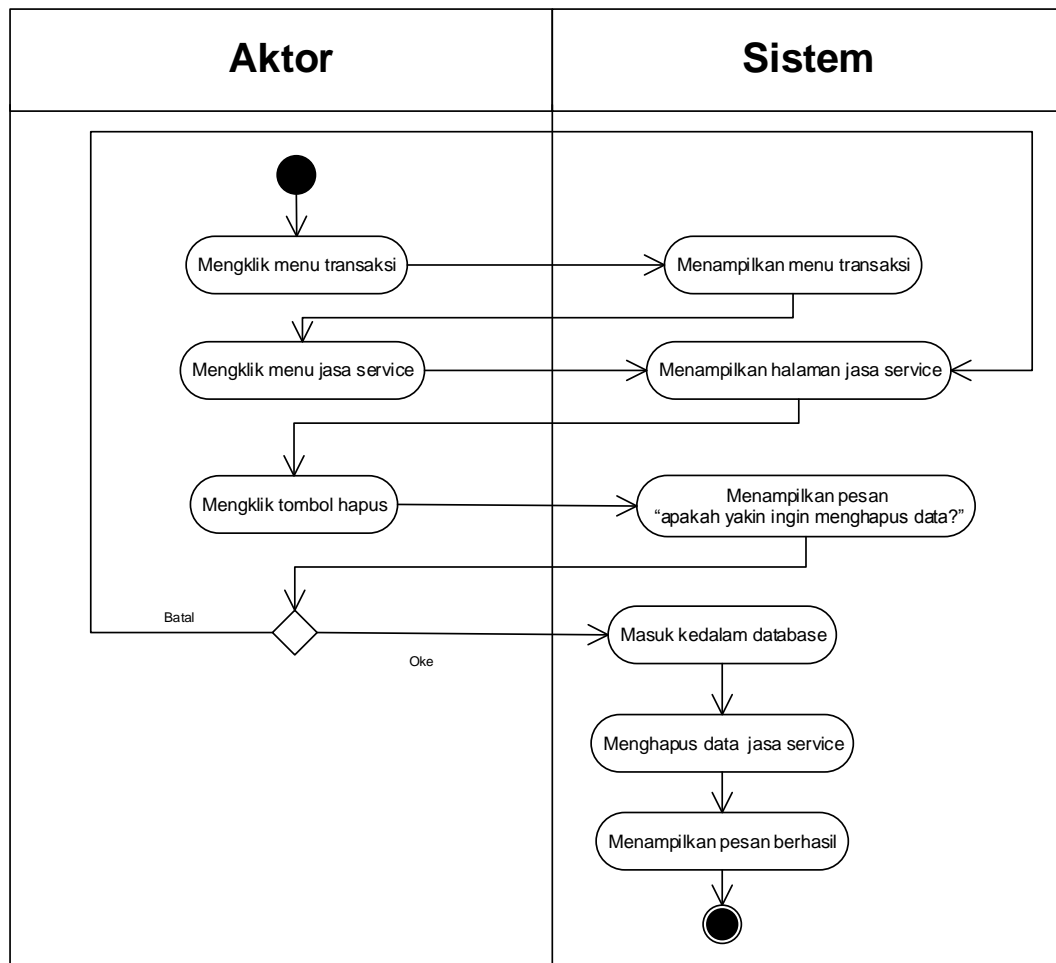 Aktor
Sistem
Mengklik menu transaksi
Menampilkan menu transaksi
Mengklik menu jasa service
Menampilkan halaman jasa service
Mengklik tombol hapus
Menampilkan pesan
“apakah yakin ingin menghapus data?”
Batal
Oke
Masuk kedalam database
Menghapus data jasa service
Menampilkan pesan berhasil